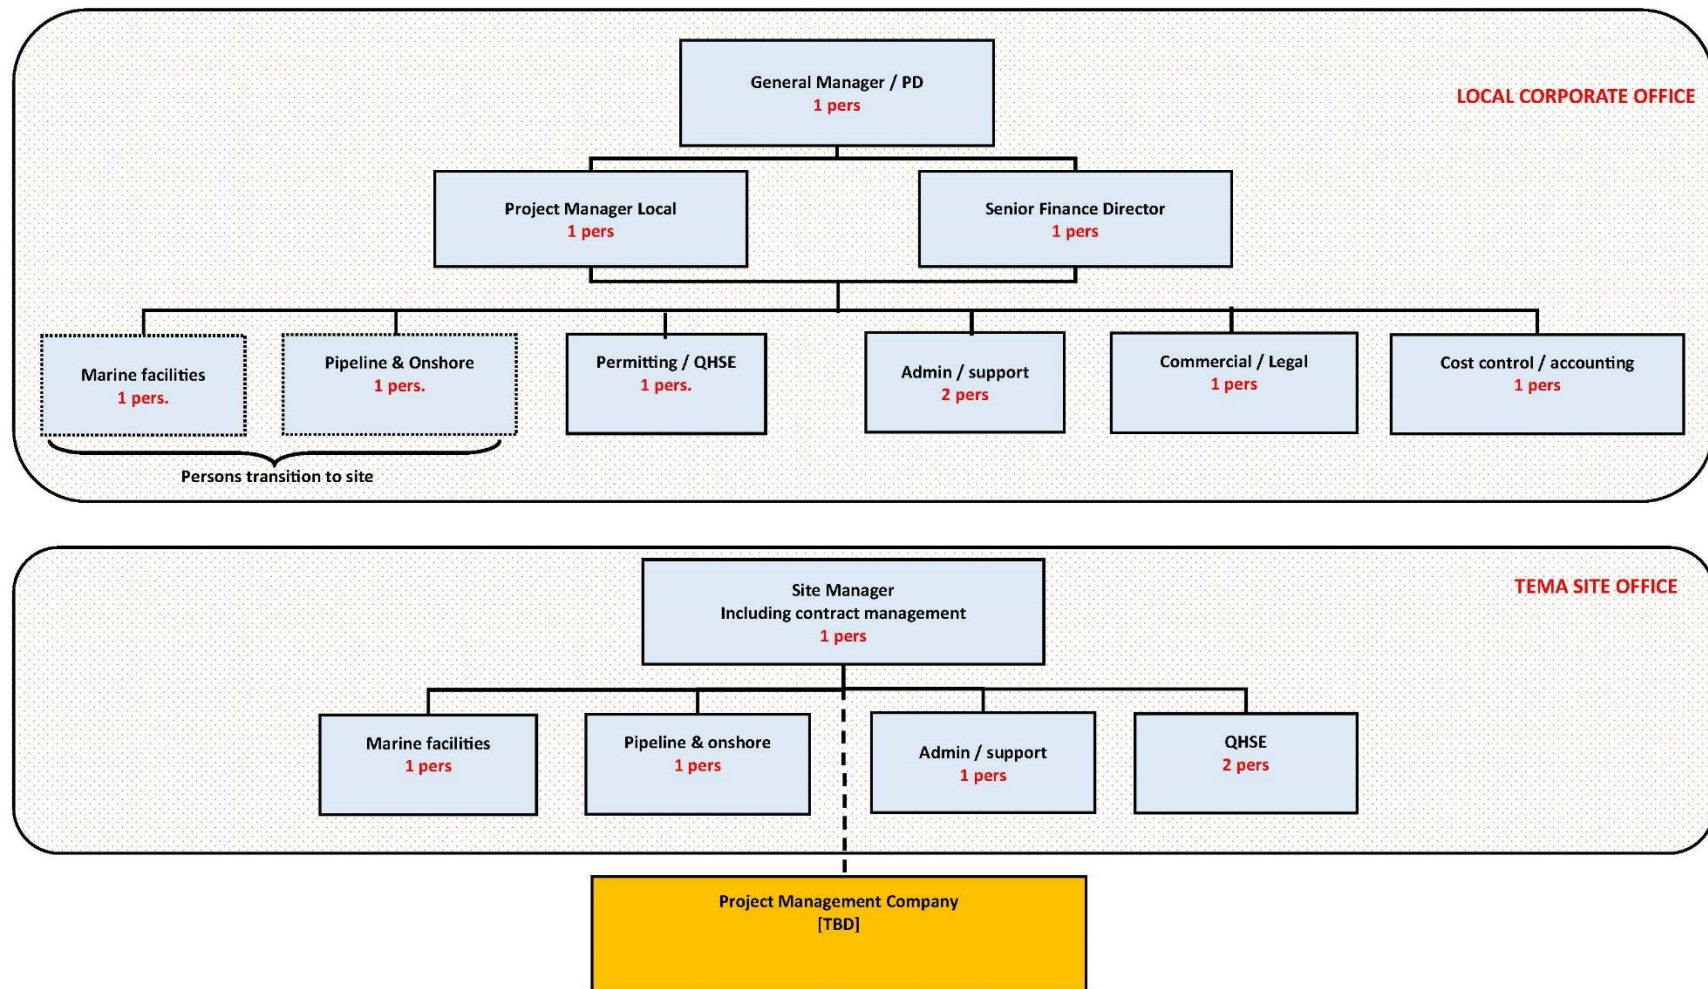 General Manager / PD
1 pers
LOCAL CORPORATE OFFICE
Project Manager Local
1 pers
Senior Finance Director
1 pers
Marine facilities
1 pers.
Pipeline & Onshore
1 pers.
Permitting / QHSE
1 pers.
Admin / support
2 pers
Commercial / Legal
1 pers
Cost control / accounting
1 pers
Persons transition to site
Site Manager
Including contract management
1 pers
TEMA SITE OFFICE
Marine facilities
1 pers
Pipeline & onshore
1 pers
Admin / support
1 pers
QHSE
2 pers
Project Management Company
[TBD]